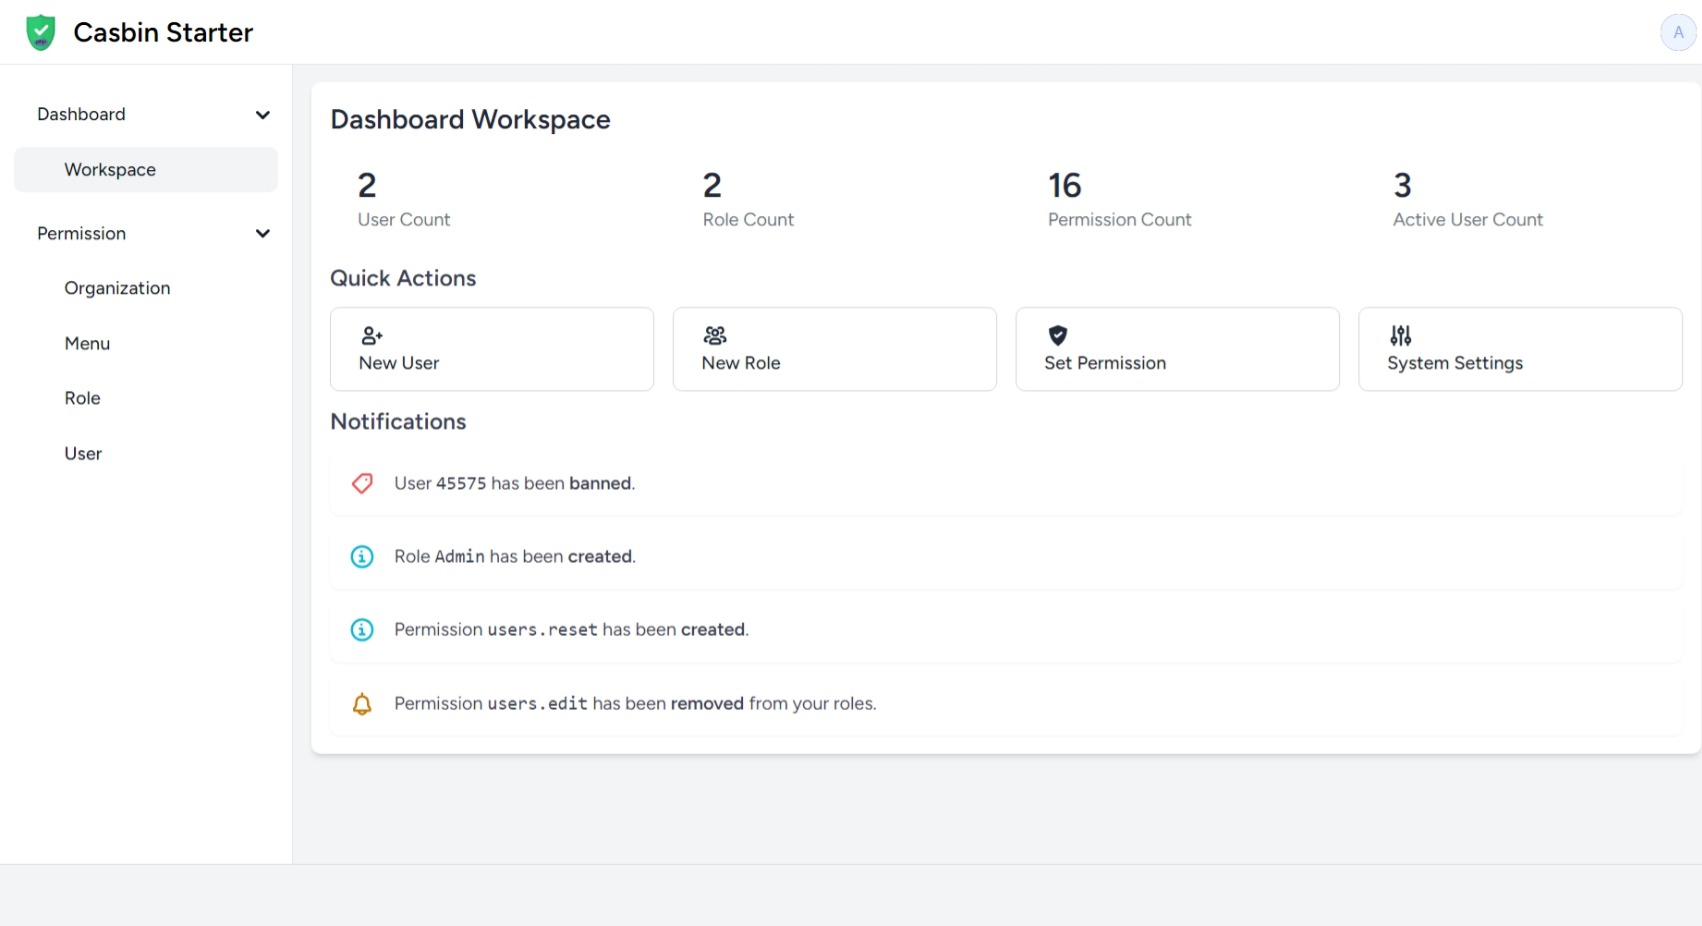 Casbin Starter
A
Dashboard
Workspace
Permission
Organization
Menu
Role
User
Dashboard Workspace
2
User Count
2
Role Count
16
Permission Count
3
Active User Count
Quick Actions
New User
New Role
Set Permission
System Settings
Notifications
User 45575 has been banned.
Role Admin has been created.
Permission users.reset has been created.
Permission users.edit has been removed from your roles.